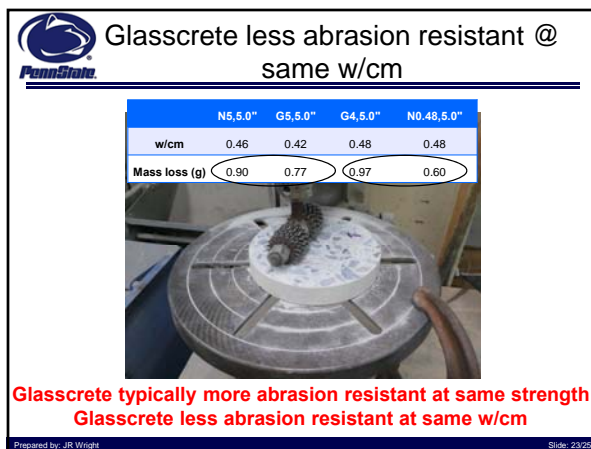 Glasscrete less abrasion resistant @
same w/cm
PennState
N5,5.0" G5,5.0" G4,5.0" N0.48,5.0"
w/cm 0.46 0.42 0.48 0.48
Mass loss (g) 0.90 0.77 0.97 0.60
Glasscrete typically more abrasion resistant at same strength
Glasscrete less abrasion resistant at same w/cm
Prepared by: JR Wright Slide: 23/25